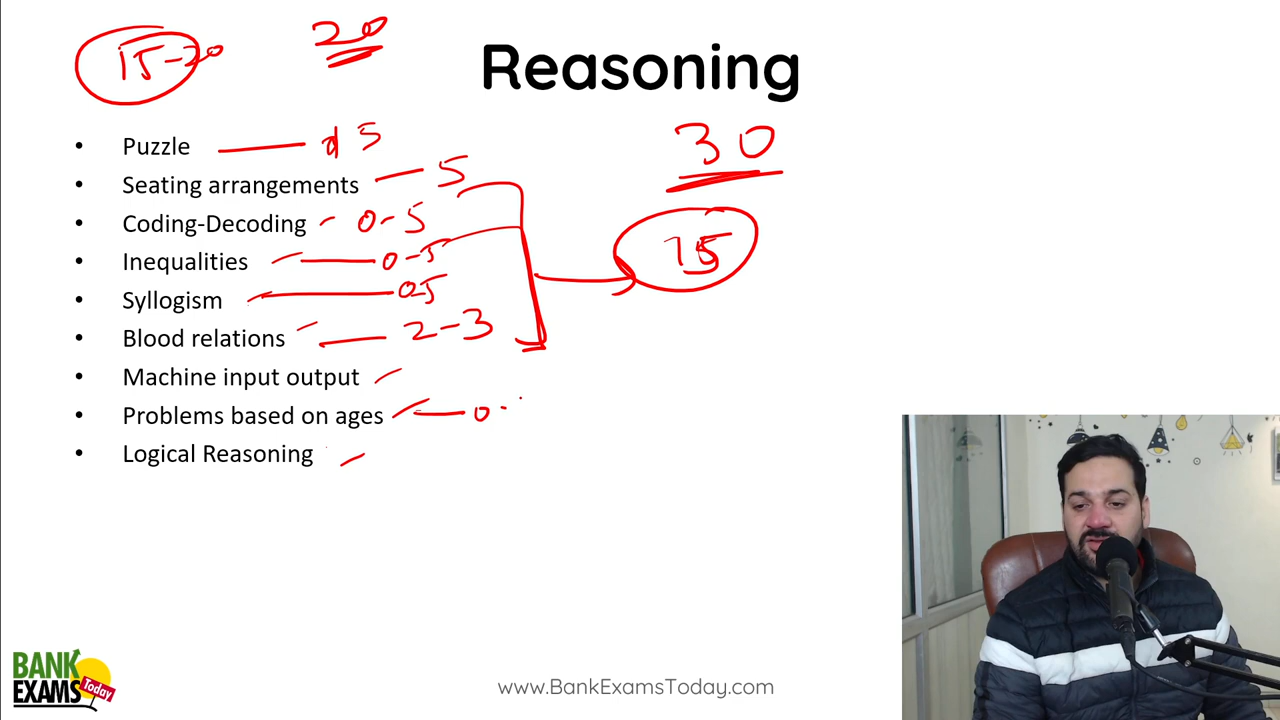 15-20
20
Reasoning
30
• Puzzle 5
• Seating arrangements 5
• Coding-Decoding 0-5
15
• Inequalities 0-5
• Syllogism 05
• Blood relations 2-3
• Machine input output
• Problems based on ages 0-
• Logical Reasoning
BANK
EXAMS
Today
www.BankExamsToday.com